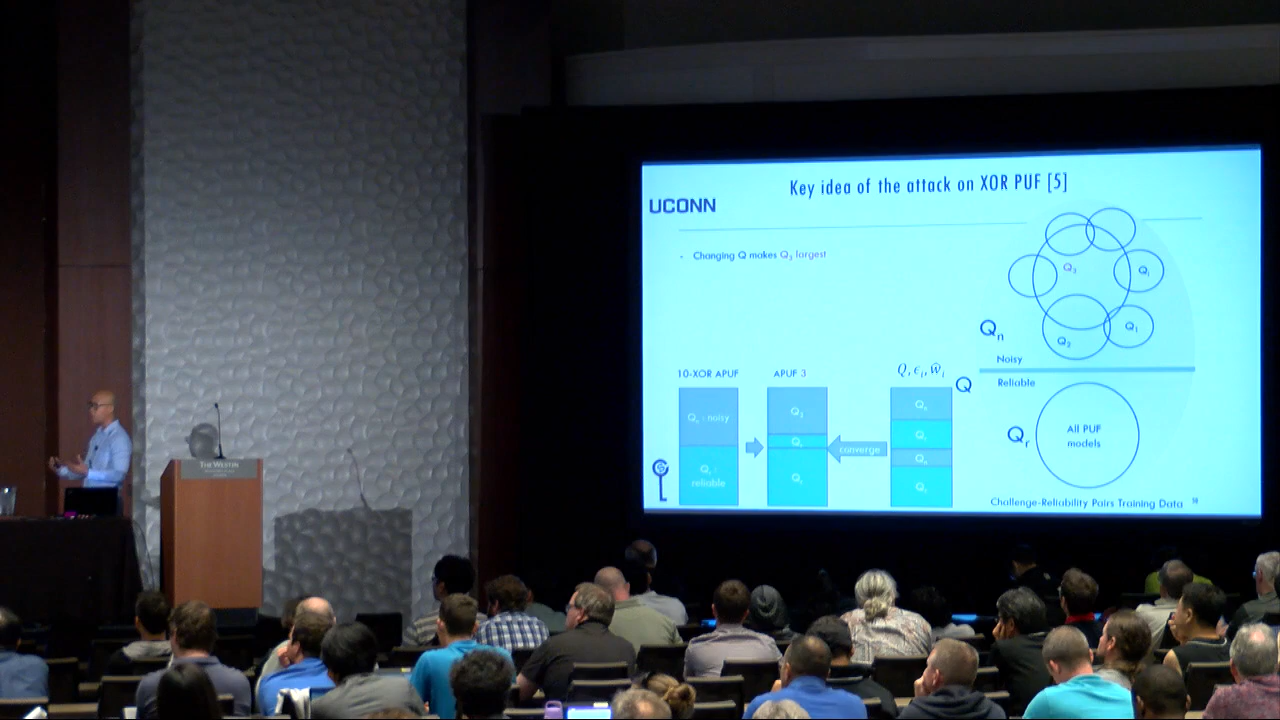 Key idea of the attack on XOR PUF [5]
UCONN
- Changing Q makes Q3 largest
Q3
Qi
Q1
Q2
Qn
Noisy
Reliable
Qr
All PUF
models
Challenge-Reliability Pairs Training Data
10-XOR APUF
APUF 3
Q, ϵi, Ŵi
Q
Qn - noisy
Q3
converge
reliable
THE WESTIN